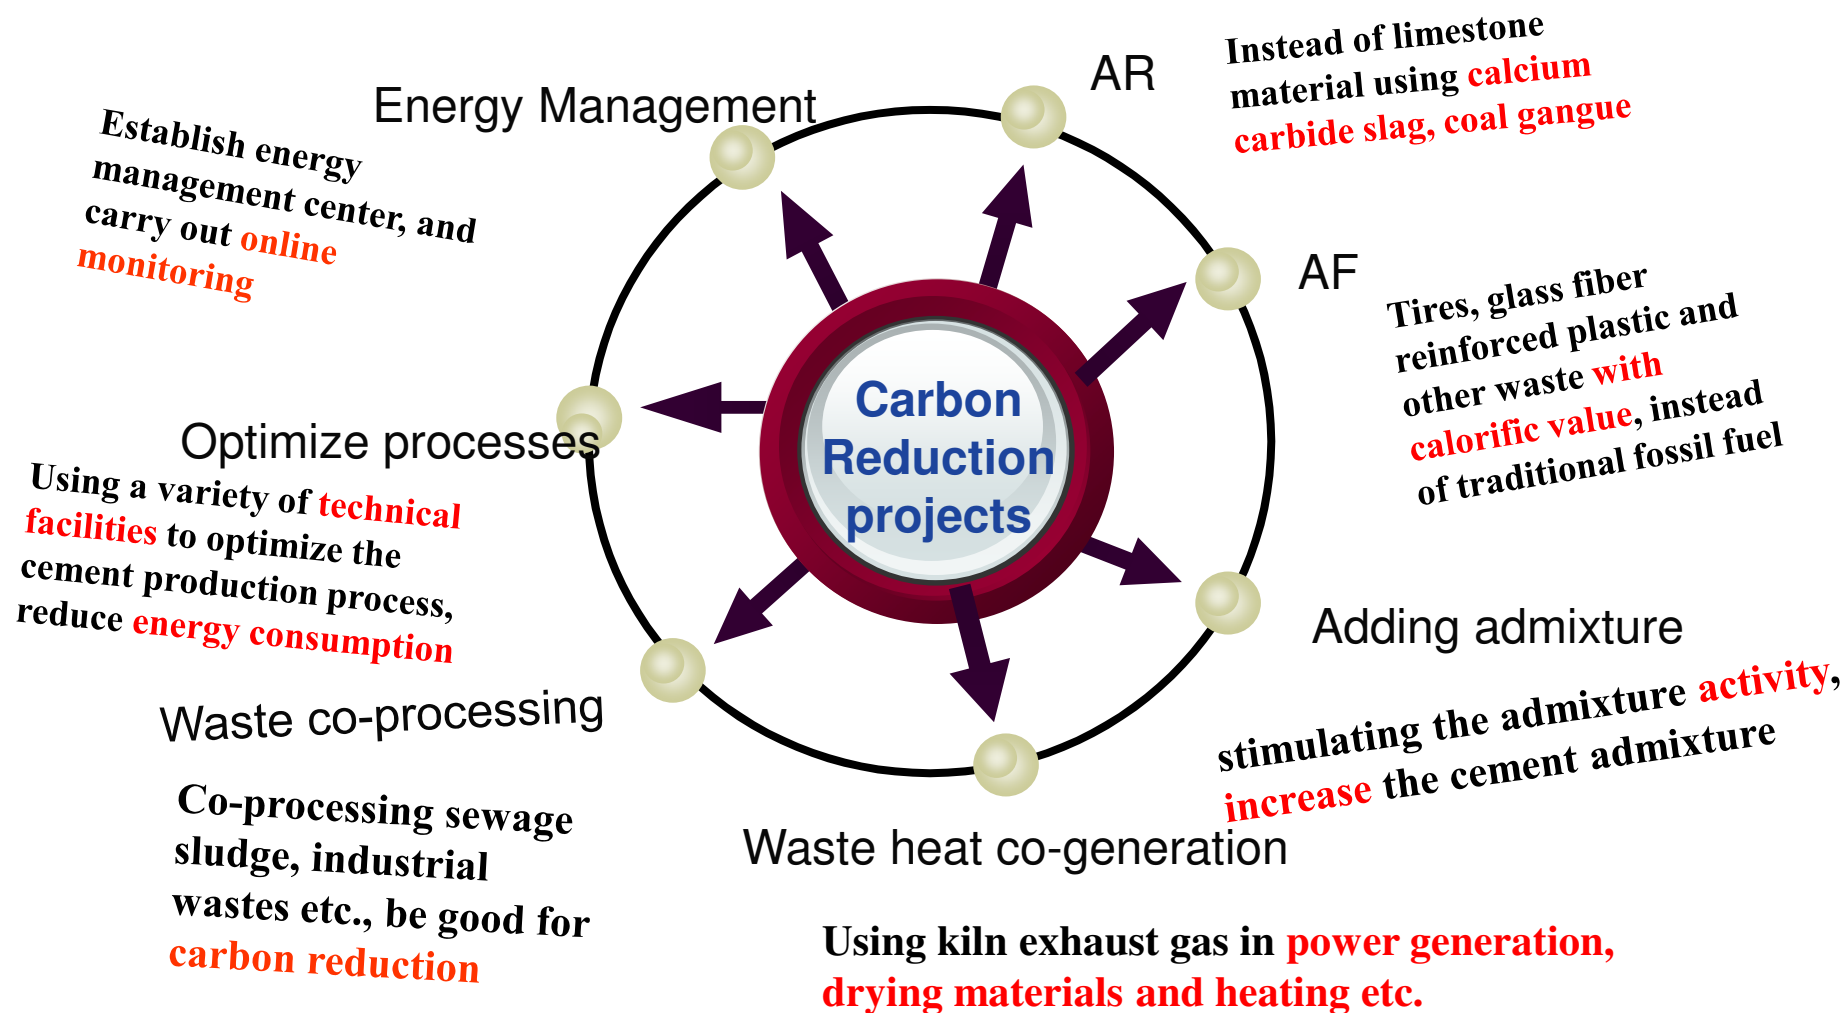 Carbon
Reduction
projects
Energy Management
Establish energy
management center, and
carry out online
monitoring
AR
Instead of limestone
material using calcium
carbide slag, coal gangue
AF
Tires, glass fiber
reinforced plastic and
other waste with
calorific value, instead
of traditional fossil fuel
Adding admixture
stimulating the admixture activity,
increase the cement admixture
Waste heat co-generation
Using kiln exhaust gas in power generation,
drying materials and heating etc.
Waste co-processing
Co-processing sewage
sludge, industrial
wastes etc., be good for
carbon reduction
Optimize processes
Using a variety of technical
facilities to optimize the
cement production process,
reduce energy consumption